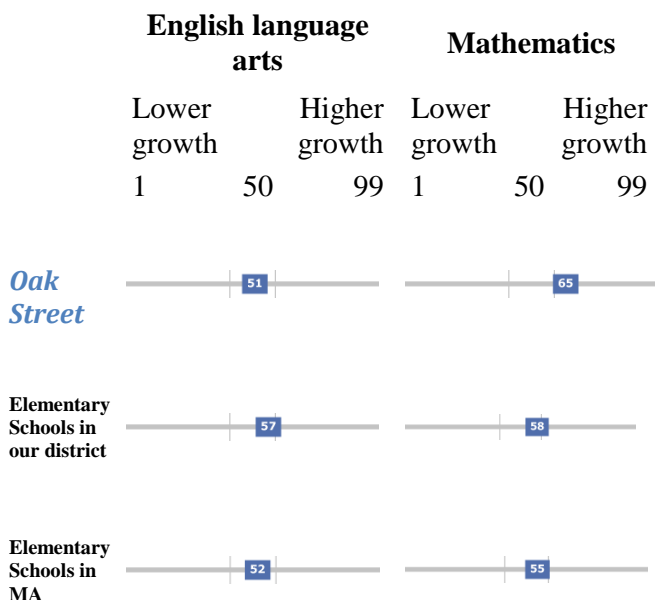 English language
arts
Mathematics
Lower
growth
Higher
growth
Lower
growth
Higher
growth
1 50 99 1 50 99
Oak
Street
51 65
Elementary
Schools in
our district
57 58
Elementary
Schools in
MA
52 55